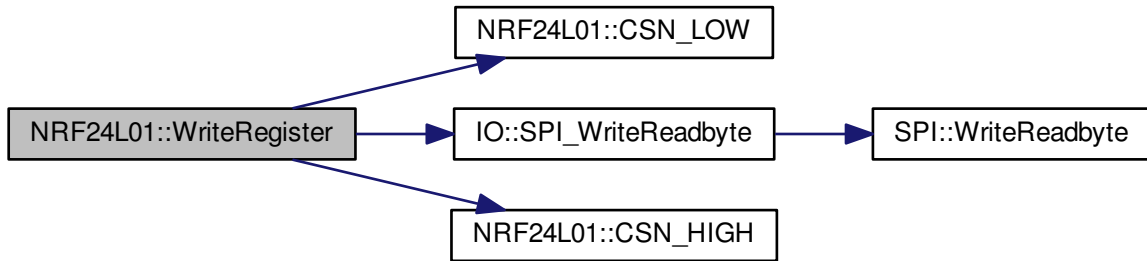 NRF24L01::CSN_LOW
NRF24L01::WriteRegister
IO::SPI_WriteReadbyte
SPI::WriteReadbyte
NRF24L01::CSN_HIGH